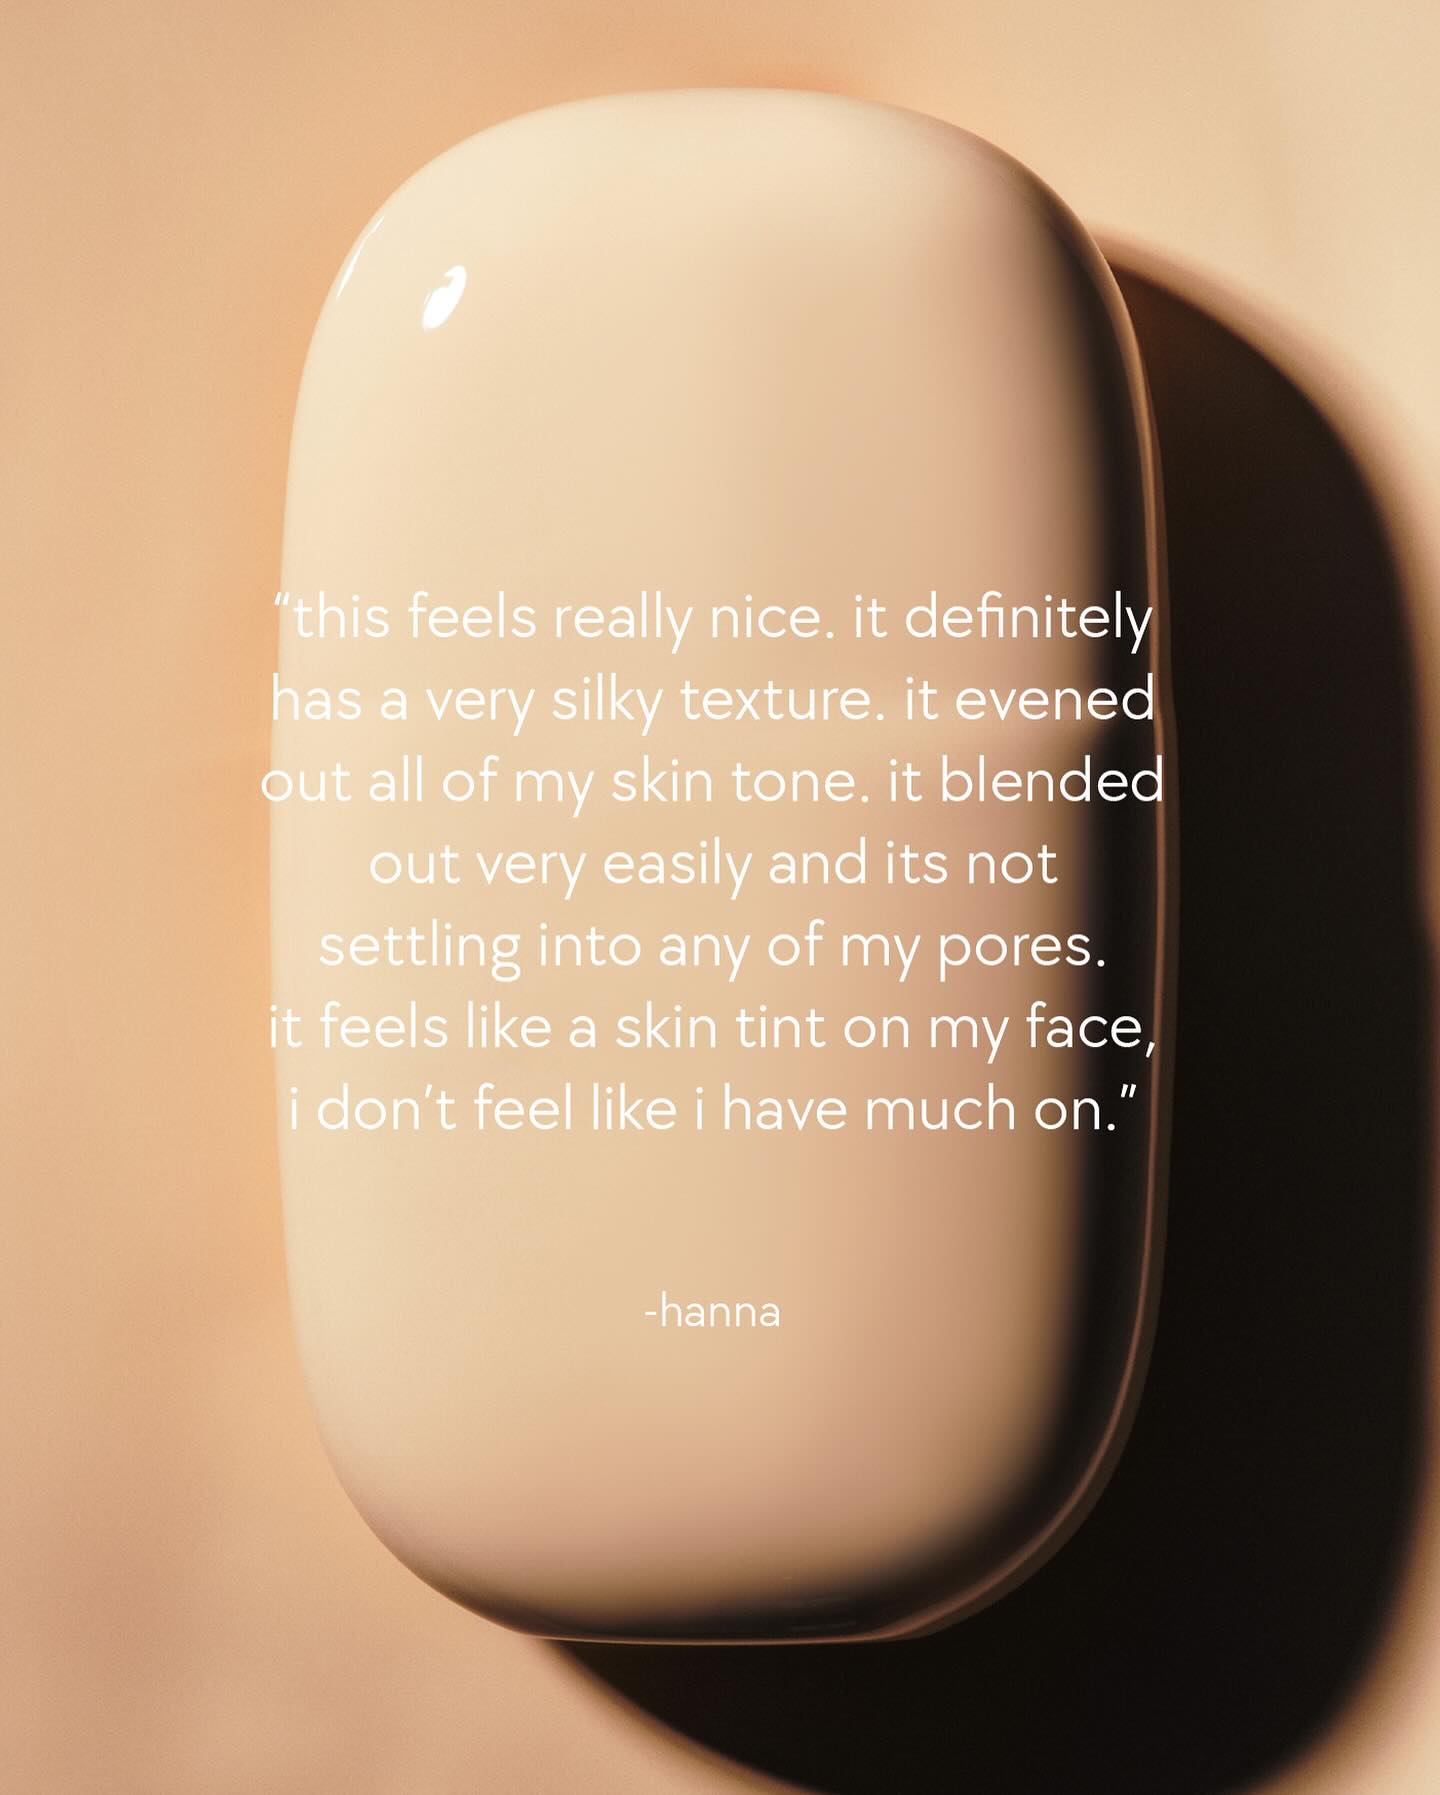 “this feels really nice. it definitely
has a very silky texture. it evened
out all of my skin tone. it blended
out very easily and its not
settling into any of my pores.
it feels like a skin tint on my face,
i don’t feel like i have much on.”
-hanna